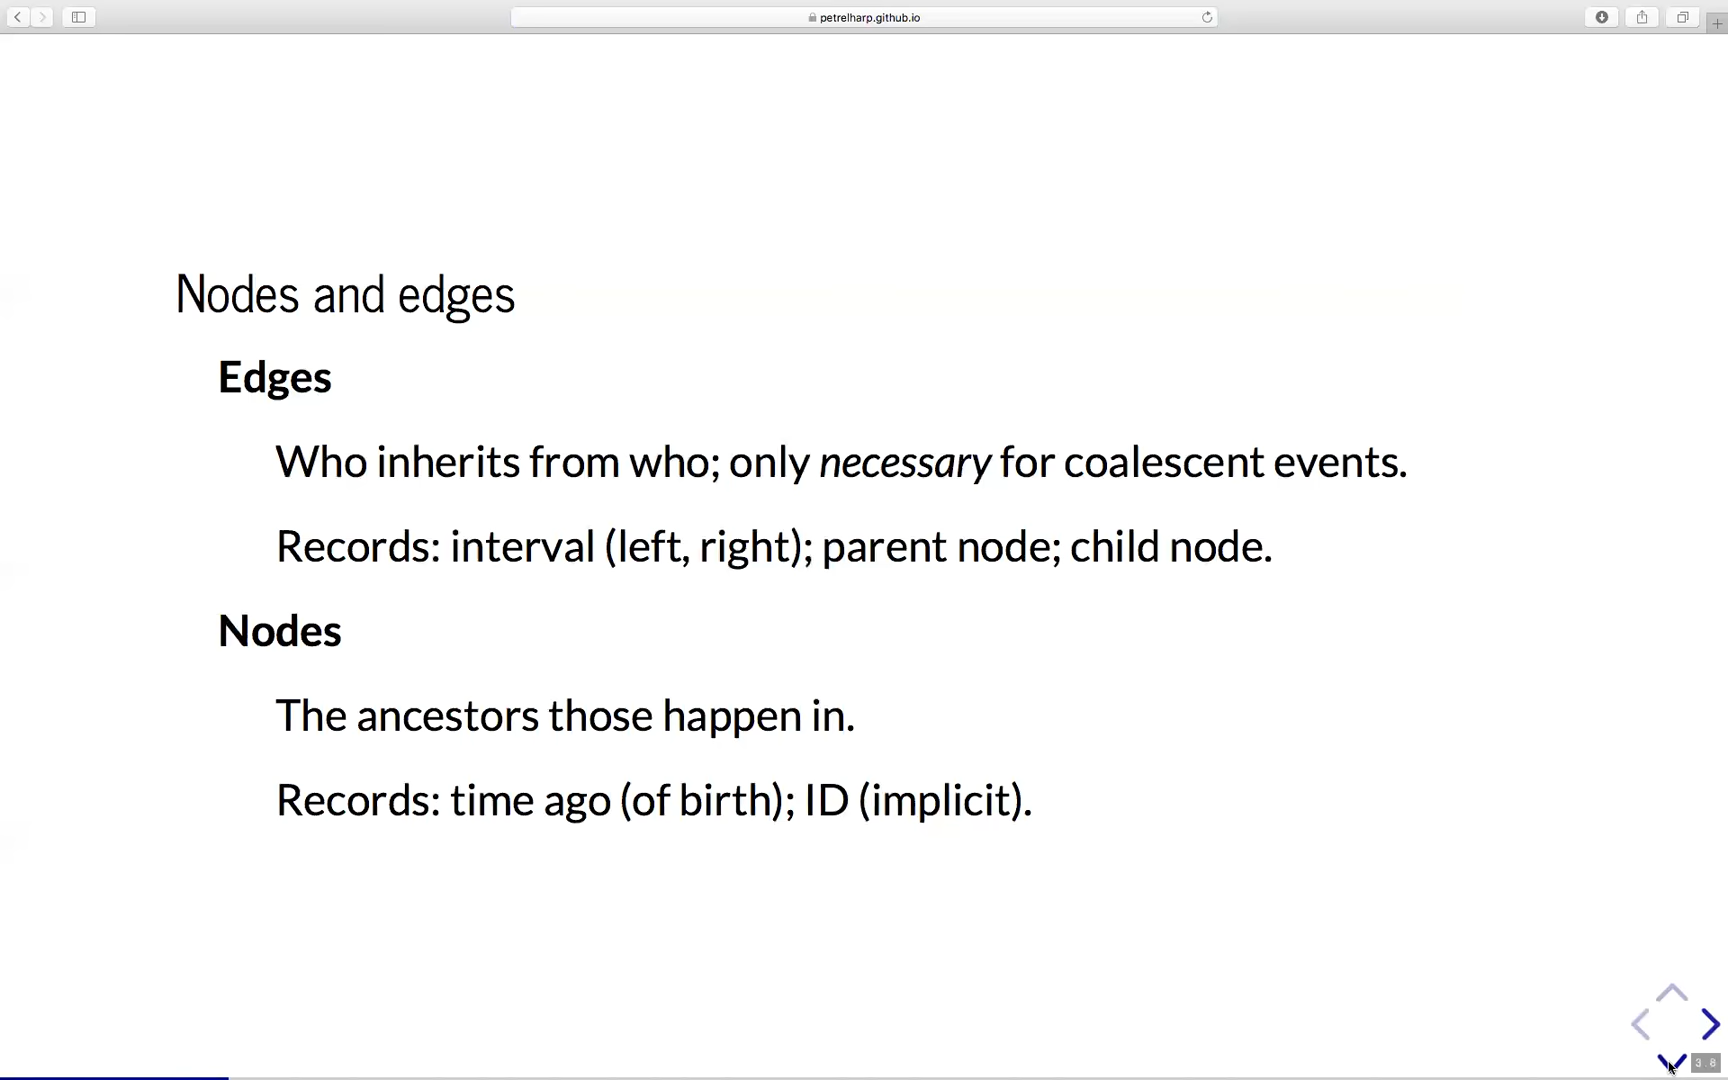 petrelharp.github.io
Nodes and edges
Edges
Who inherits from who; only necessary for coalescent events.
Records: interval (left, right); parent node; child node.
Nodes
The ancestors those happen in.
Records: time ago (of birth); ID (implicit).
3.8